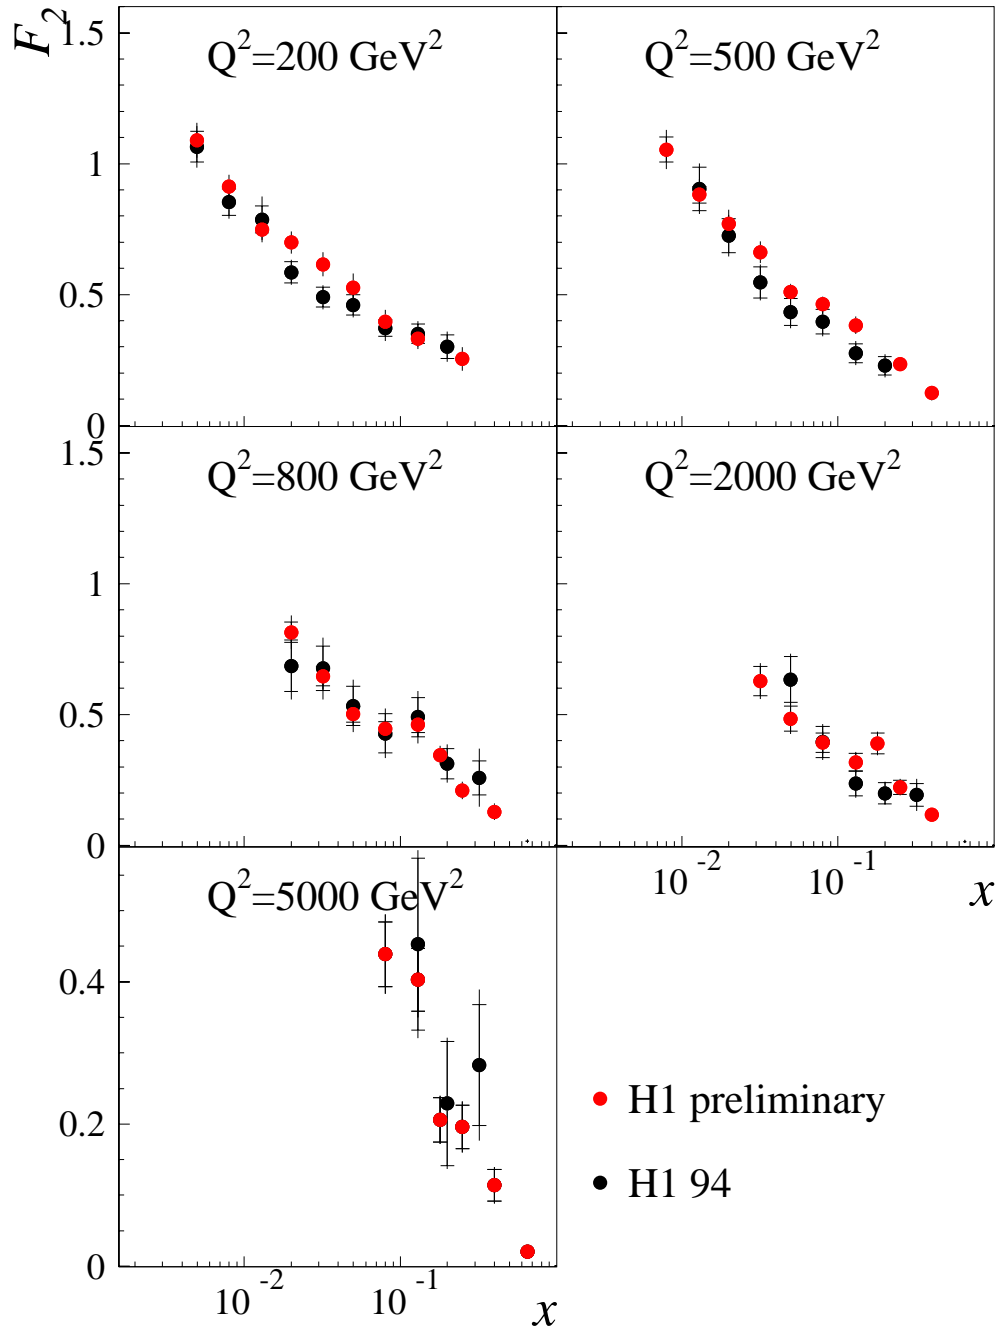 F₂
1.5
Q²=200 GeV²
Q²=500 GeV²
1
0.5
0
1.5
Q²=800 GeV²
Q²=2000 GeV²
1
0.5
0
10⁻² 10⁻¹
x
Q²=5000 GeV²
0.4
H1 preliminary
0.2
H1 94
0
10⁻² 10⁻¹
x